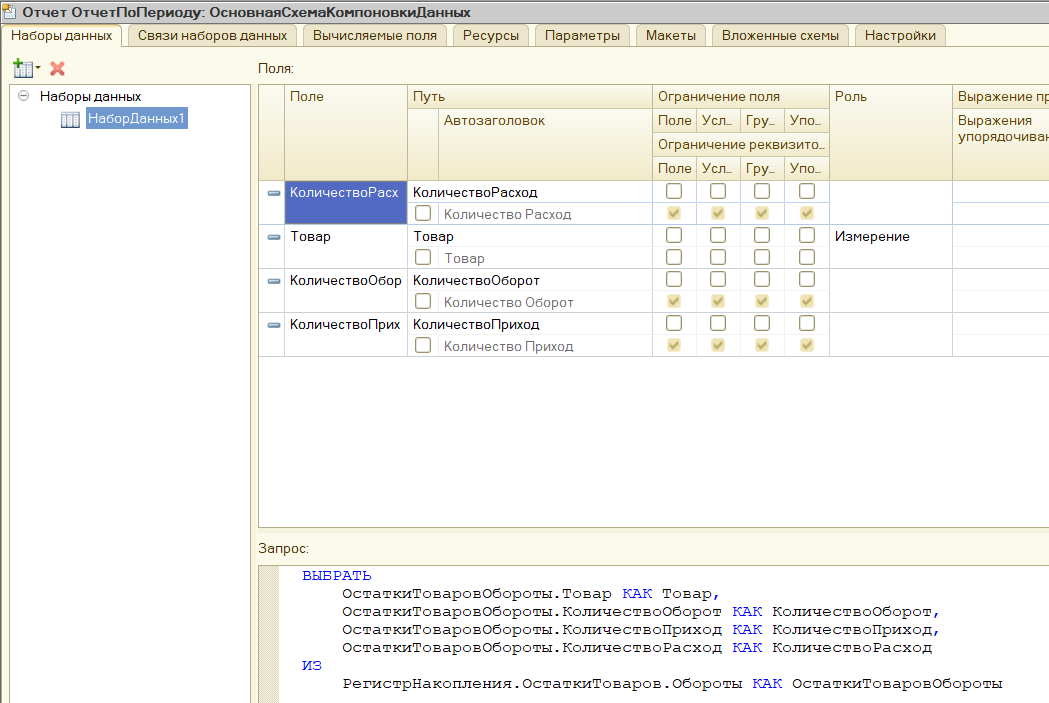 Отчет ОтчетПоПериоду: ОсновнаяСхемаКомпоновкиДанных
Наборы данных Связи наборов данных Вычисляемые поля Ресурсы Параметры Макеты Вложенные схемы Настройки
Поля:
Наборы данных
НаборДанных1
Поле Путь Ограничение поля Роль Выражение пр
Автозаголовок Поле Усл... Гру... Упо... Выражения
Ограничение реквизито... упорядочиван
Поле Усл... Гру... Упо...
КоличествоРасх КоличествоРасход
Количество Расход
Товар Товар Измерение
Товар
КоличествоОбор КоличествоОборот
Количество Оборот
КоличествоПрих КоличествоПриход
Количество Приход
Запрос:
ВЫБРАТЬ
ОстаткиТоваровОбороты.Товар КАК Товар,
ОстаткиТоваровОбороты.КоличествоОборот КАК КоличествоОборот,
ОстаткиТоваровОбороты.КоличествоПриход КАК КоличествоПриход,
ОстаткиТоваровОбороты.КоличествоРасход КАК КоличествоРасход
ИЗ
РегистрНакопления.ОстаткиТоваров.Обороты КАК ОстаткиТоваровОбороты